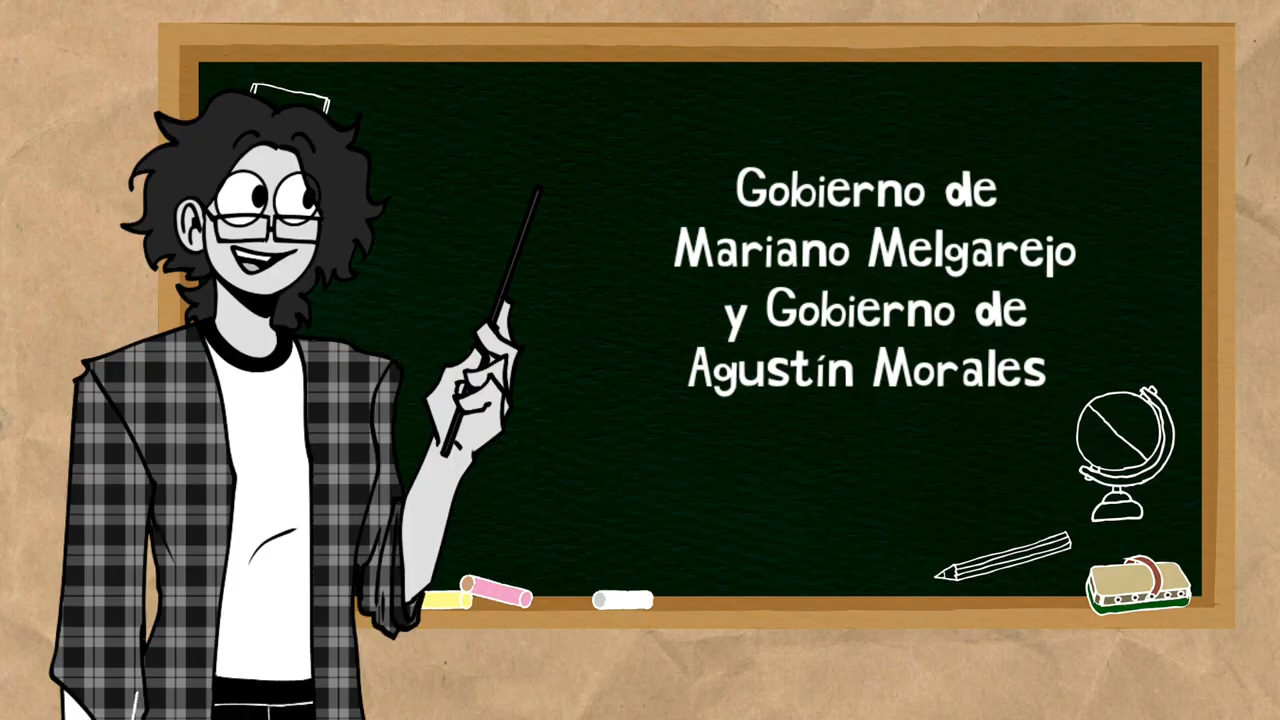 Gobierno de
Mariano Melgarejo
y Gobierno de
Agustín Morales